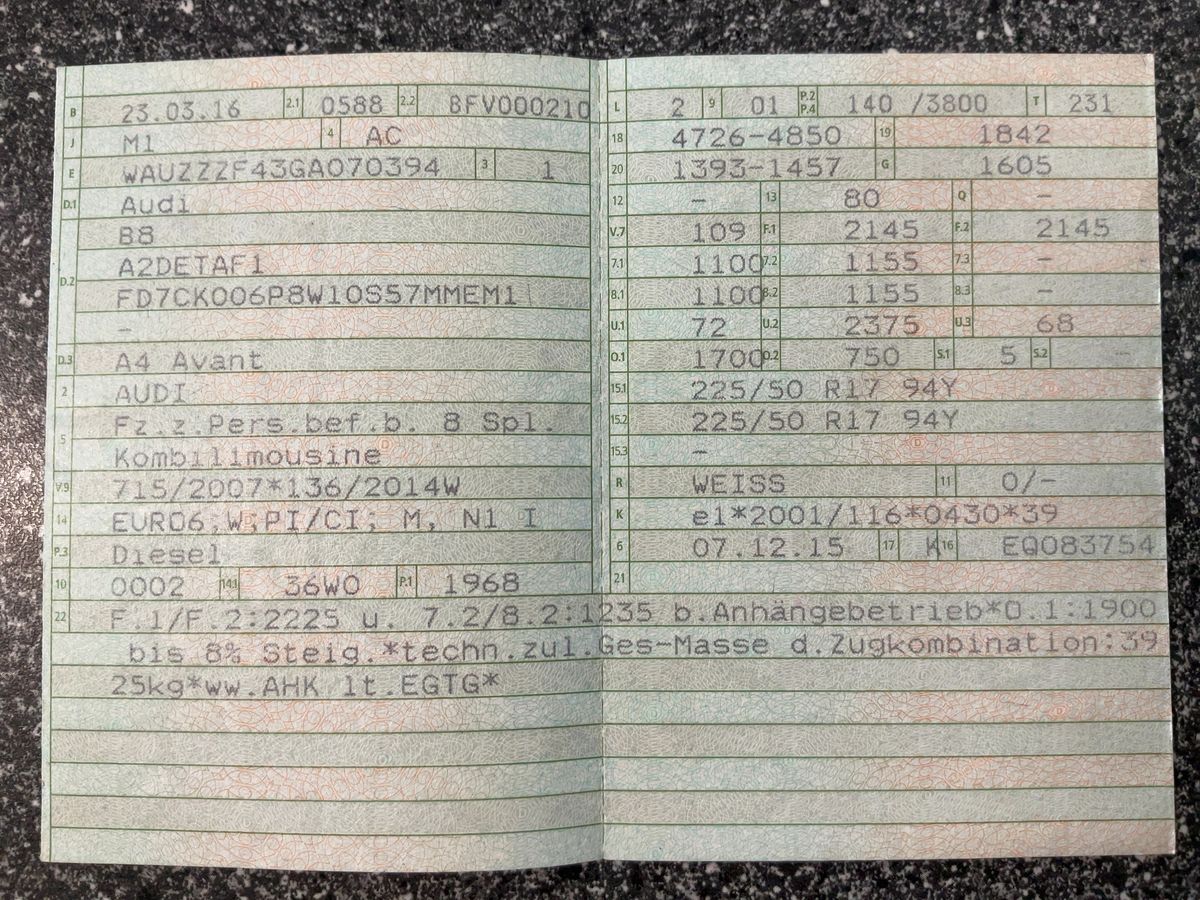 B 23.03.16 2.1 0588 2.2 8FV000210
J M1 4 AC
E WAUZZZF43GA070394 3 1
D.1 Audi
B8
D.2 A2DETAF1
FD7CK006P8W10S57MMEM1
–
D.3 A4 Avant
2 AUDI
5 Fz.z.Pers.bef.b. 8 Spl.
Kombilimousine
V.9 715/2007*136/2014W
14 EURO6;W;PI/CI; M, N1 I
P.3 Diesel
10 0002 14.1 36W0 P.1 1968
L 2 9 01 P.2 P.4 140 /3800 T 231
18 4726-4850 19 1842
20 1393-1457 G 1605
12 – 13 80 Q –
V.7 109 F.1 2145 F.2 2145
7.1 1100 7.2 1155 7.3 –
8.1 1100 8.2 1155 8.3 –
U.1 72 U.2 2375 U.3 68
O.1 1700 O.2 750 S.1 5 S.2 –
15.1 225/50 R17 94Y
15.2 225/50 R17 94Y
15.3 –
R WEISS 11 0/-
K e1*2001/116*0430*39
6 07.12.15 17 K 16 EQ083754
21
22 F.1/F.2:2225 u. 7.2/8.2:1235 b.Anhängebetrieb*O.1:1900
bis 8% Steig.*techn.zul.Ges-Masse d.Zugkombination:39
25kg*ww.AHK lt.EGTG*